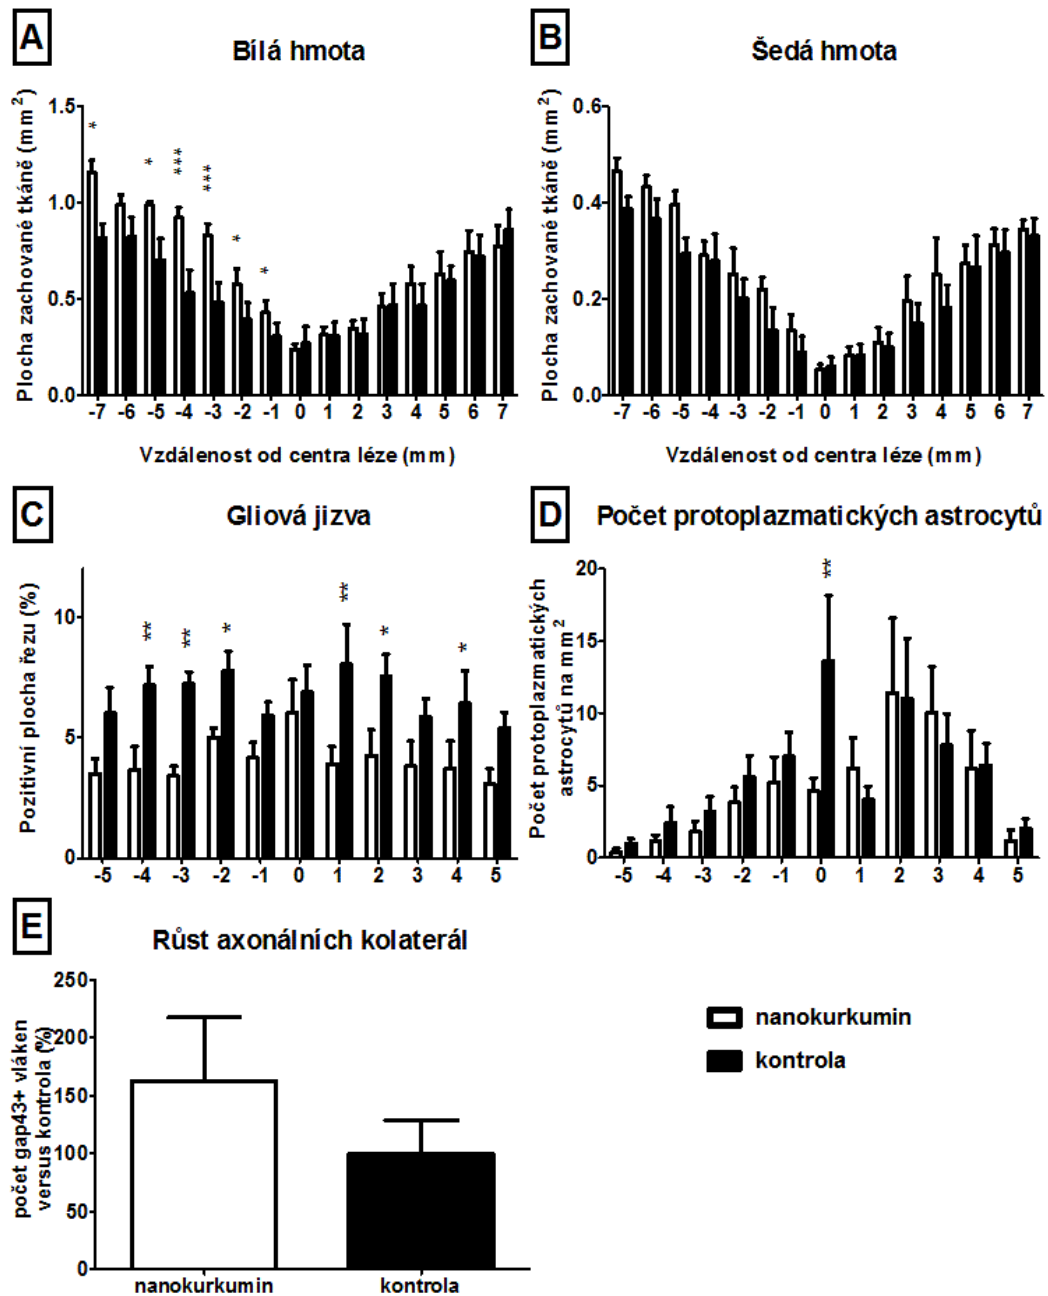 A
Bílá hmota
Plocha zachované tkáně (mm²)
1.5
1.0
0.5
0.0
* * *** *** * *
-7 -6 -5 -4 -3 -2 -1 0 1 2 3 4 5 6 7
Vzdálenost od centra léze (mm)
B
Šedá hmota
Plocha zachované tkáně (mm²)
0.6
0.4
0.2
0.0
-7 -6 -5 -4 -3 -2 -1 0 1 2 3 4 5 6 7
Vzdálenost od centra léze (mm)
C
Gliová jizva
Pozitivní plocha řezu (%)
10
5
0
** ** * ** * *
-5 -4 -3 -2 -1 0 1 2 3 4 5
D
Počet protoplazmatických astrocytů
Počet protoplazmatických
astrocytů na mm²
20
15
10
5
0
**
-5 -4 -3 -2 -1 0 1 2 3 4 5
E
Růst axonálních kolaterál
počet gap43+ vláken
versus kontrola (%)
250
200
150
100
50
0
nanokurkumin kontrola
nanokurkumin
kontrola